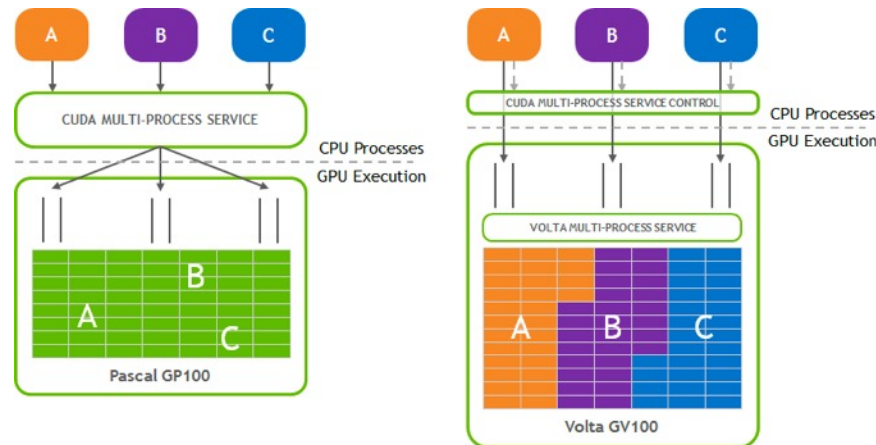 A
B
C
CUDA MULTI-PROCESS SERVICE
CPU Processes
GPU Execution
B
A
C
Pascal GP100
A
B
C
CUDA MULTI-PROCESS SERVICE CONTROL
CPU Processes
GPU Execution
VOLTA MULTI-PROCESS SERVICE
A
B
C
Volta GV100